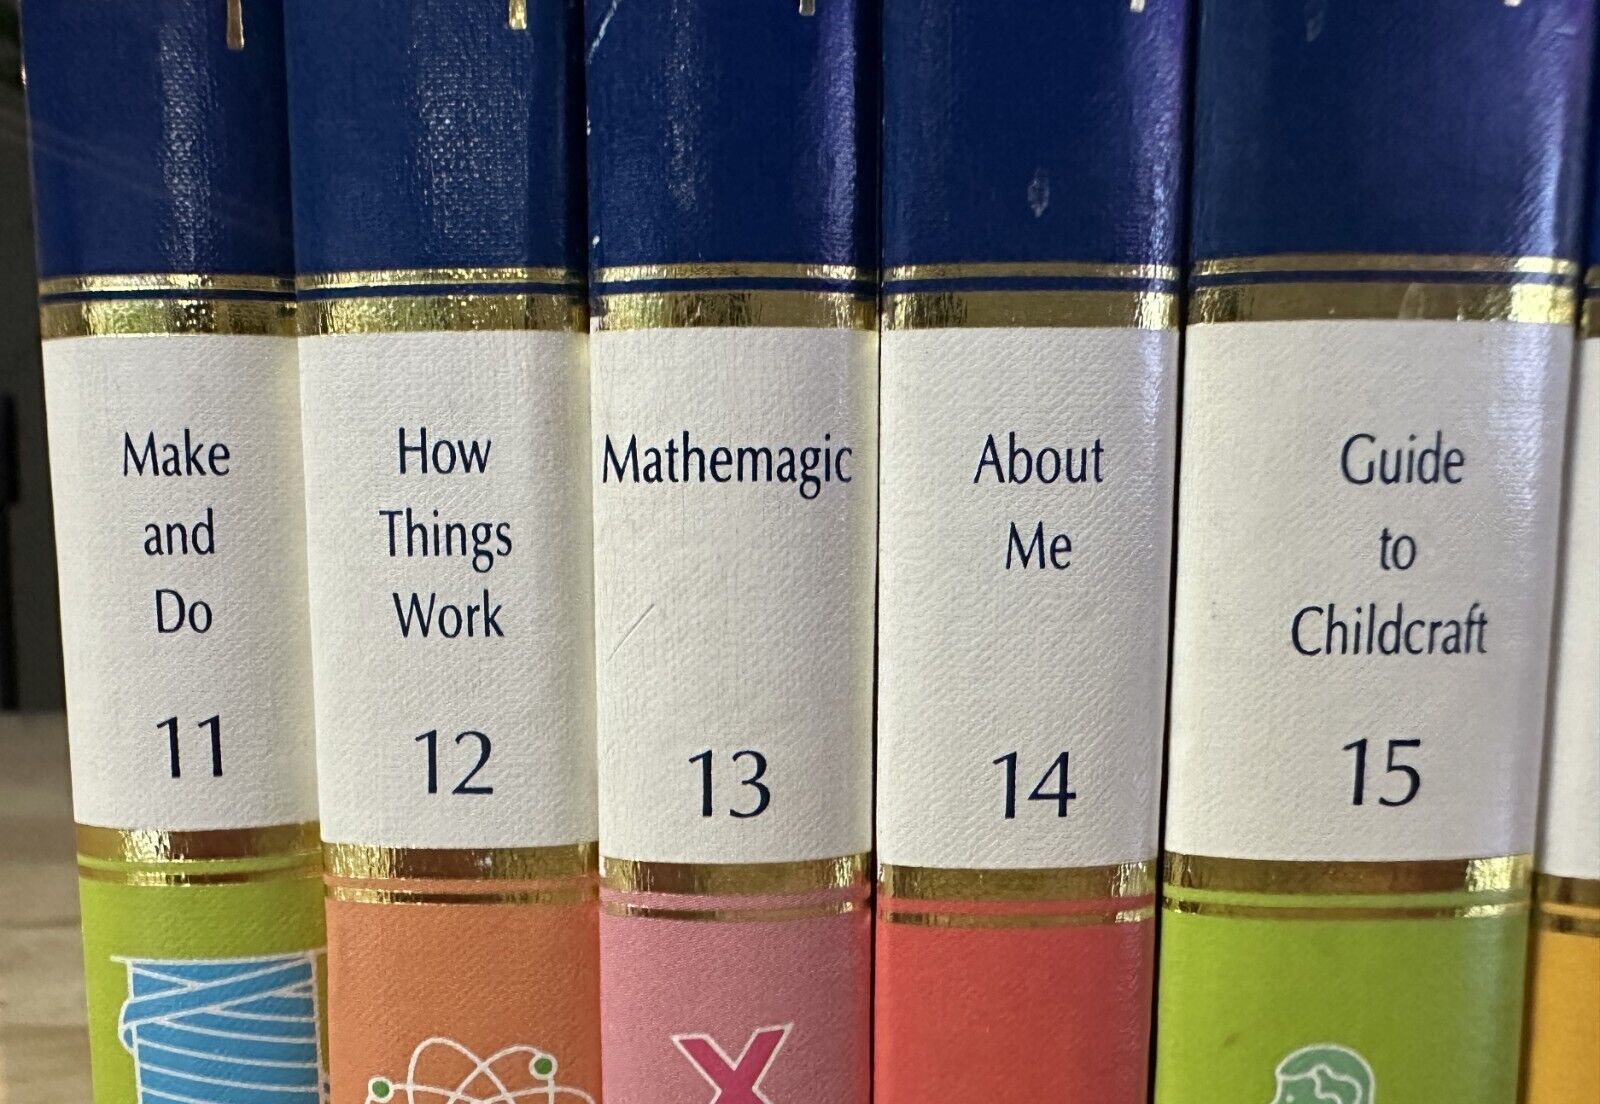 Make
and
Do
11
How
Things
Work
12
Mathemagic
13
About
Me
14
Guide
to
Childcraft
15
X